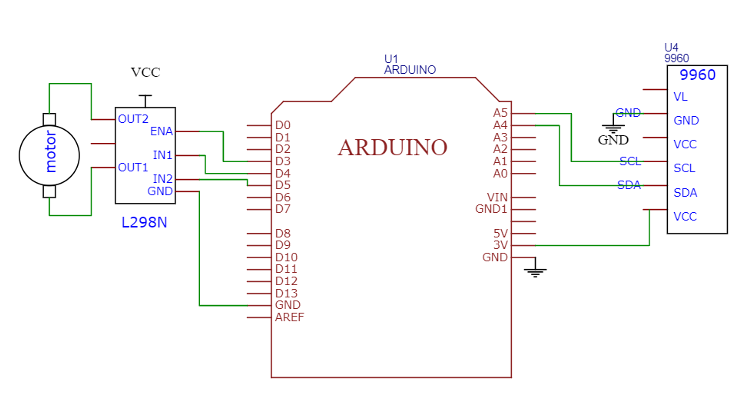 VCC
motor
OUT2
OUT1
ENA
IN1
IN2
GND
L298N
U1
ARDUINO
ARDUINO
D0
D1
D2
D3
D4
D5
D6
D7
D8
D9
D10
D11
D12
D13
GND
AREF
A5
A4
A3
A2
A1
A0
VIN
GND1
5V
3V
GND
U4
9960
9960
GND
GND
SCL
SDA
VL
GND
VCC
SCL
SDA
VCC